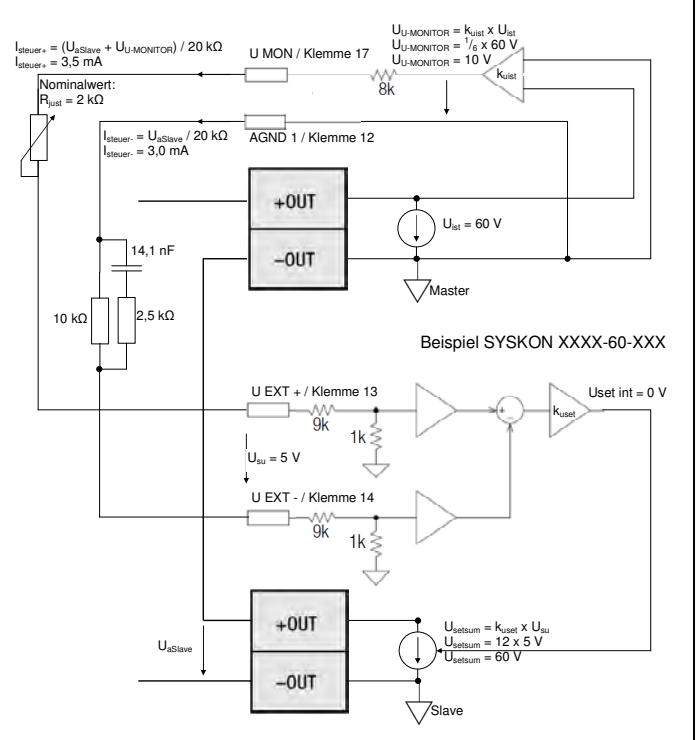 I steuer+ = (UaSlave + UU-MONITOR) / 20 kΩ
Isteuer+ = 3,5 mA
U MON / Klemme 17
UU-MONITOR = kuist x Uist
UU-MONITOR = 1/6 x 60 V
UU-MONITOR = 10 V
kuist
8k
Nominalwert:
Rjust = 2 kΩ
Isteuer- = UaSlave / 20 kΩ
Isteuer- = 3,0 mA
AGND 1 / Klemme 12
+OUT
−OUT
Uist = 60 V
Master
14,1 nF
10 kΩ
2,5 kΩ
Beispiel SYSKON XXXX-60-XXX
U EXT + / Klemme 13
9k
1k
+
-
kuset
Uset int = 0 V
Usu = 5 V
U EXT - / Klemme 14
9k
1k
+OUT
−OUT
UaSlave
Usetsum = kuset x Usu
Usetsum = 12 x 5 V
Usetsum = 60 V
Slave